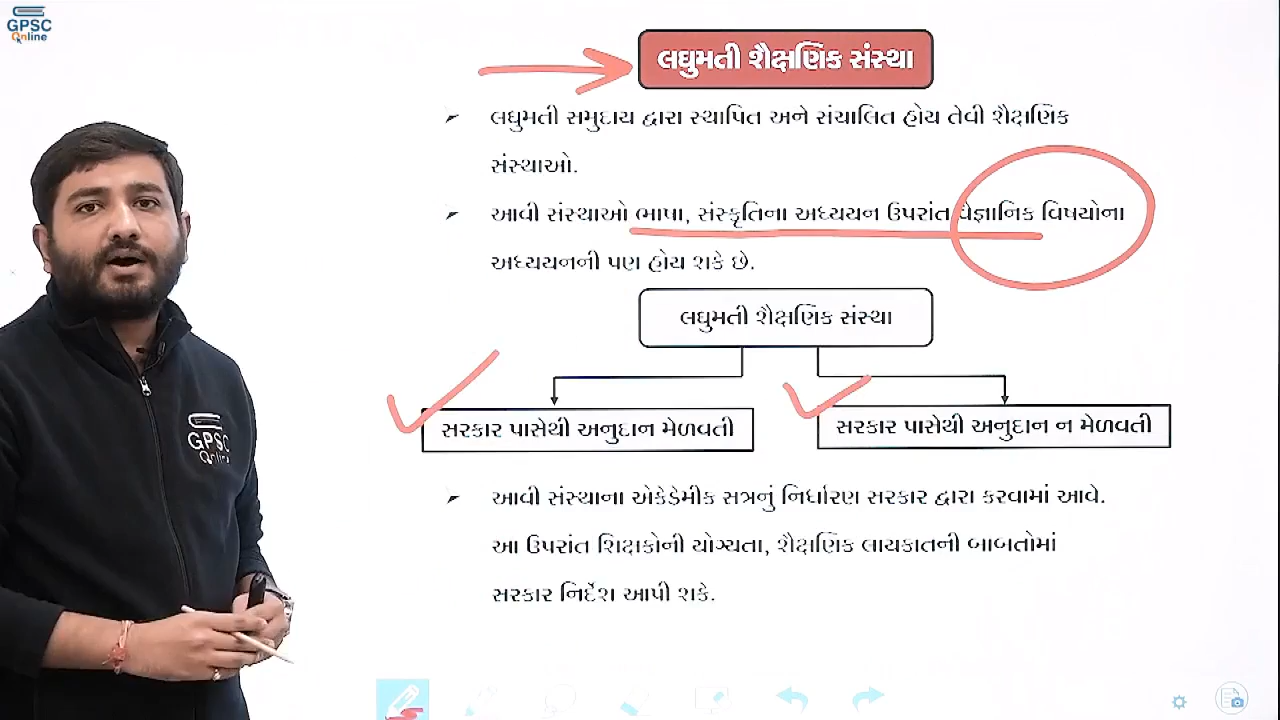 GPSC
Online
લઘુમતી શૈક્ષણિક સંસ્થા
લઘુમતી સમુદાય દ્વારા સ્થાપિત અને સંચાલિત હોય તેવી શૈક્ષણિક
સંસ્થાઓ.
આવી સંસ્થાઓ ભાષા, સંસ્કૃતિના અધ્યયન ઉપરાંત વૈજ્ઞાનિક વિષયોના
અધ્યયનની પણ હોય શકે છે.
લઘુમતી શૈક્ષણિક સંસ્થા
સરકાર પાસેથી અનુદાન મેળવતી
સરકાર પાસેથી અનુદાન ન મેળવતી
આવી સંસ્થાના એકેડેમીક સત્રનું નિર્ધારણ સરકાર દ્વારા કરવામાં આવે.
આ ઉપરાંત શિક્ષકોની યોગ્યતા, શૈક્ષણિક લાયકાતની બાબતોમાં
સરકાર નિર્દેશ આપી શકે.
GPSC
Online